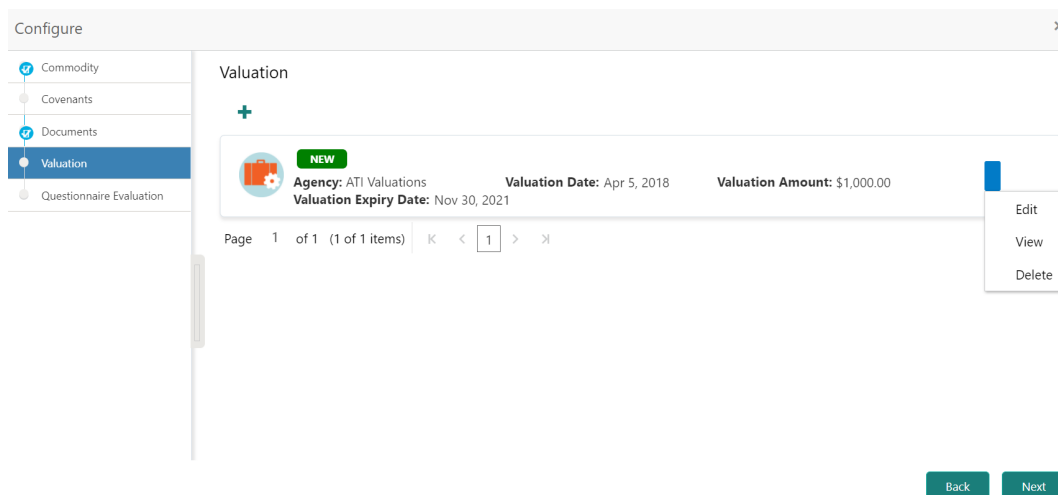 Configure
Commodity
Covenants
Documents
Valuation
Questionnaire Evaluation
Valuation
NEW
Agency: ATI Valuations Valuation Date: Apr 5, 2018 Valuation Amount: $1,000.00
Valuation Expiry Date: Nov 30, 2021
Edit
View
Delete
Page 1 of 1 (1 of 1 items) 1
Back Next